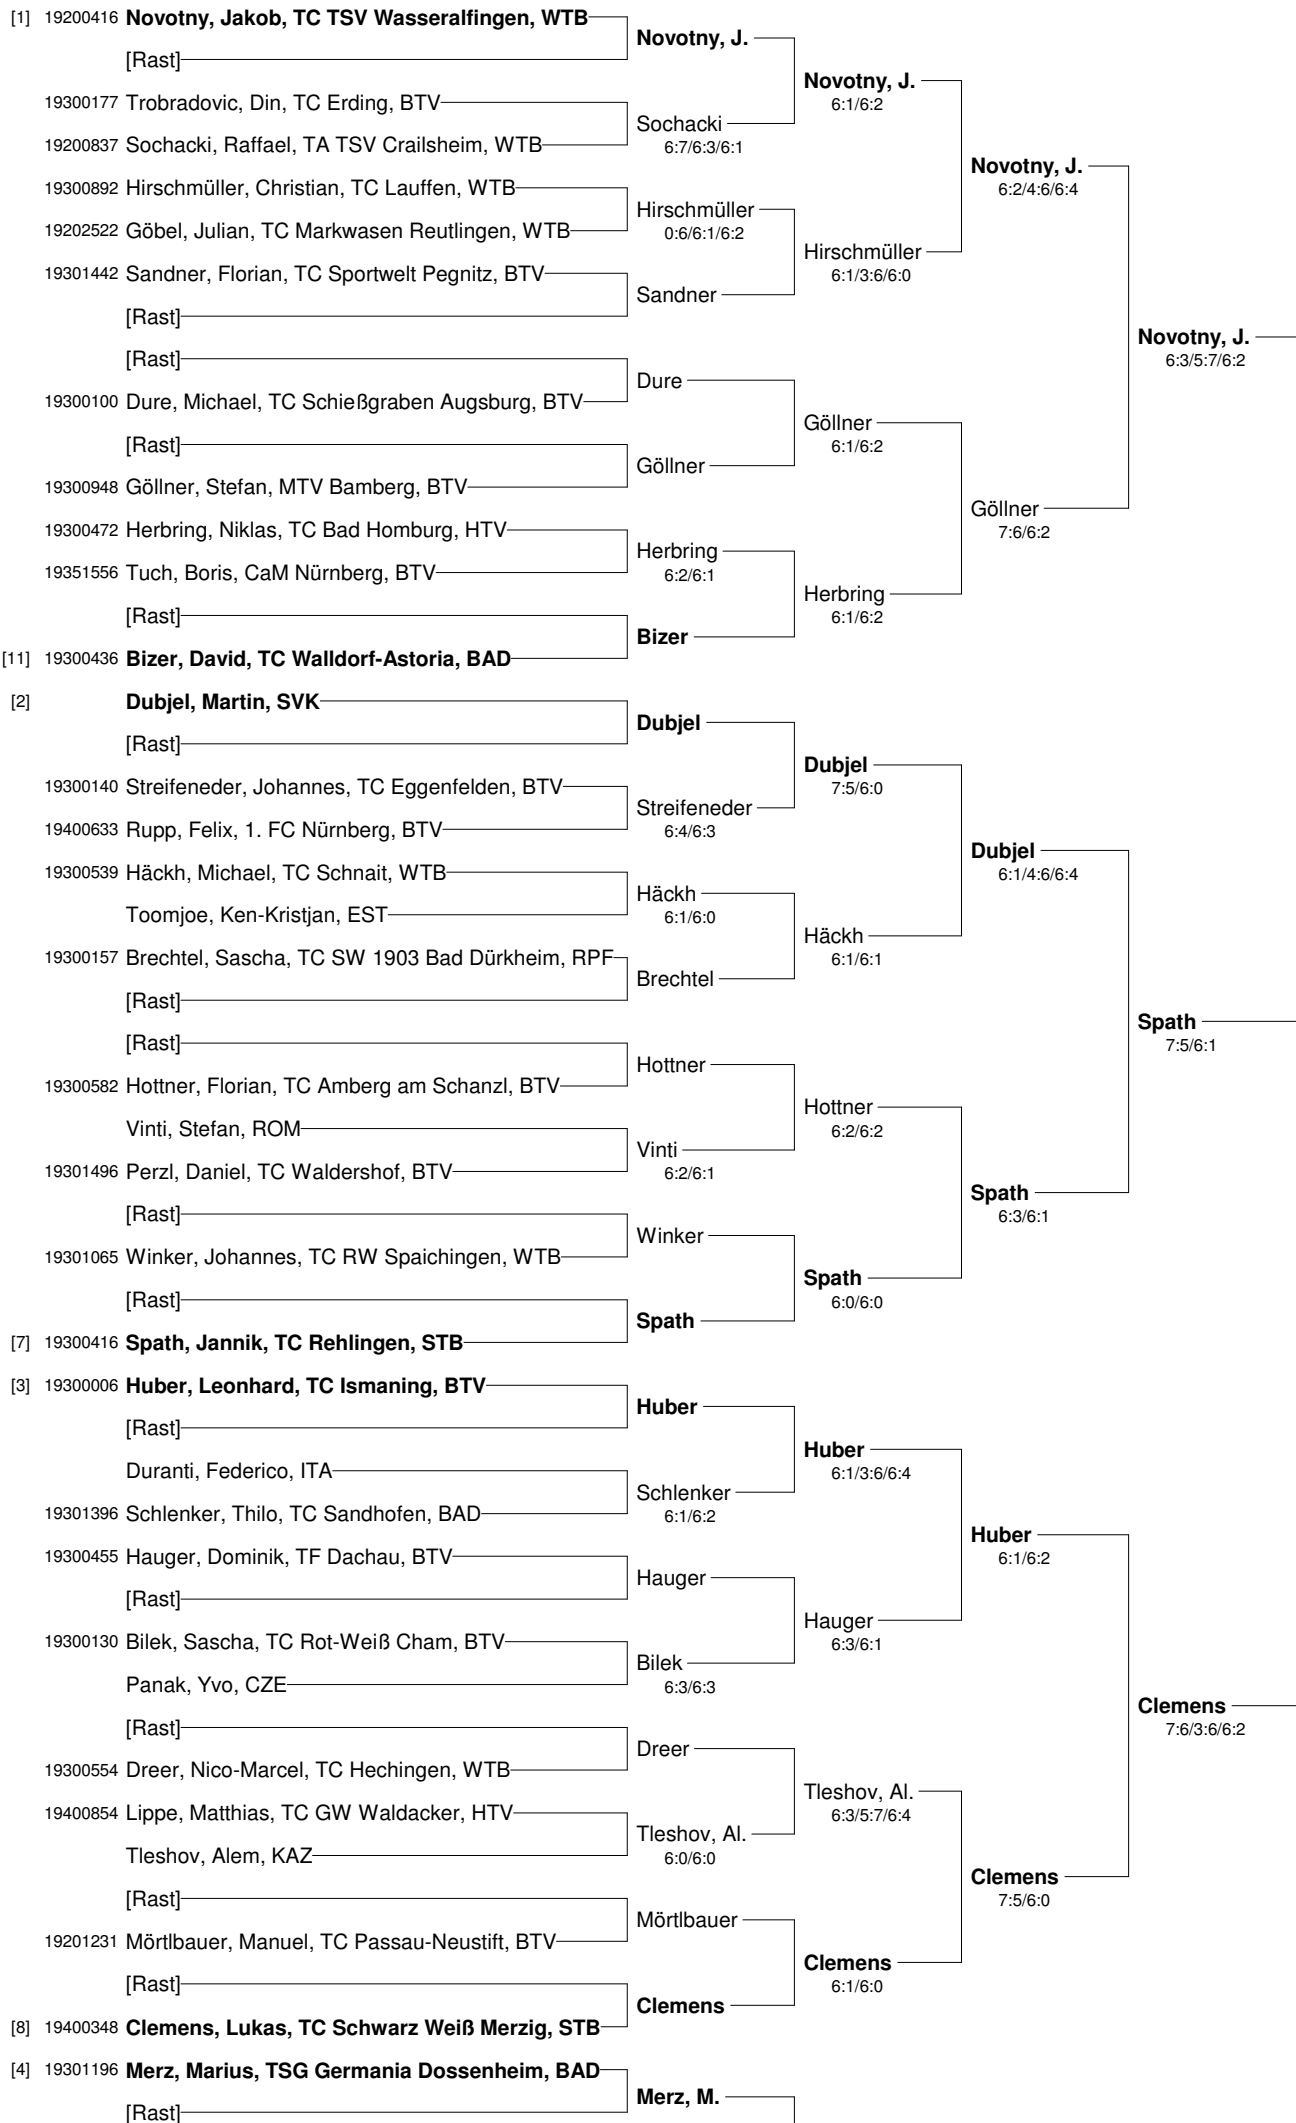 [1] 19200416 Novotny, Jakob, TC TSV Wasseralfingen, WTB
Novotny, J.
[Rast]
Novotny, J.
6:1/6:2
19300177 Trobradovic, Din, TC Erding, BTV
Sochacki
6:7/6:3/6:1
19200837 Sochacki, Raffael, TA TSV Crailsheim, WTB
Novotny, J.
6:2/4:6/6:4
19300892 Hirschmüller, Christian, TC Lauffen, WTB
Hirschmüller
0:6/6:1/6:2
19202522 Göbel, Julian, TC Markwasen Reutlingen, WTB
Hirschmüller
6:1/3:6/6:0
19301442 Sandner, Florian, TC Sportwelt Pegnitz, BTV
Sandner
[Rast]
Novotny, J.
6:3/5:7/6:2
[Rast]
Dure
19300100 Dure, Michael, TC Schießgraben Augsburg, BTV
Göllner
6:1/6:2
[Rast]
Göllner
19300948 Göllner, Stefan, MTV Bamberg, BTV
Göllner
7:6/6:2
19300472 Herbring, Niklas, TC Bad Homburg, HTV
Herbring
6:2/6:1
19351556 Tuch, Boris, CaM Nürnberg, BTV
Herbring
6:1/6:2
[Rast]
Bizer
[11] 19300436 Bizer, David, TC Walldorf-Astoria, BAD
[2] Dubjel, Martin, SVK
Dubjel
[Rast]
Dubjel
7:5/6:0
19300140 Streifeneder, Johannes, TC Eggenfelden, BTV
Streifeneder
6:4/6:3
19400633 Rupp, Felix, 1. FC Nürnberg, BTV
Dubjel
6:1/4:6/6:4
19300539 Häckh, Michael, TC Schnait, WTB
Häckh
6:1/6:0
Toomjoe, Ken-Kristjan, EST
Häckh
6:1/6:1
19300157 Brechtel, Sascha, TC SW 1903 Bad Dürkheim, RPF
Brechtel
[Rast]
Spath
7:5/6:1
[Rast]
Hottner
19300582 Hottner, Florian, TC Amberg am Schanzl, BTV
Hottner
6:2/6:2
Vinti, Stefan, ROM
Vinti
6:2/6:1
19301496 Perzl, Daniel, TC Waldershof, BTV
Spath
6:3/6:1
[Rast]
Winker
19301065 Winker, Johannes, TC RW Spaichingen, WTB
Spath
6:0/6:0
[Rast]
Spath
[7] 19300416 Spath, Jannik, TC Rehlingen, STB
[3] 19300006 Huber, Leonhard, TC Ismaning, BTV
Huber
[Rast]
Huber
6:1/3:6/6:4
Duranti, Federico, ITA
Schlenker
6:1/6:2
19301396 Schlenker, Thilo, TC Sandhofen, BAD
Huber
6:1/6:2
19300455 Hauger, Dominik, TF Dachau, BTV
Hauger
[Rast]
Hauger
6:3/6:1
19300130 Bilek, Sascha, TC Rot-Weiß Cham, BTV
Bilek
6:3/6:3
Panak, Yvo, CZE
Clemens
7:6/3:6/6:2
[Rast]
Dreer
19300554 Dreer, Nico-Marcel, TC Hechingen, WTB
Tleshov, Al.
6:3/5:7/6:4
19400854 Lippe, Matthias, TC GW Waldacker, HTV
Tleshov, Al.
6:0/6:0
Tleshov, Alem, KAZ
Clemens
7:5/6:0
[Rast]
Mörtlbauer
19201231 Mörtlbauer, Manuel, TC Passau-Neustift, BTV
Clemens
6:1/6:0
[Rast]
Clemens
[8] 19400348 Clemens, Lukas, TC Schwarz Weiß Merzig, STB
[4] 19301196 Merz, Marius, TSG Germania Dossenheim, BAD
Merz, M.
[Rast]